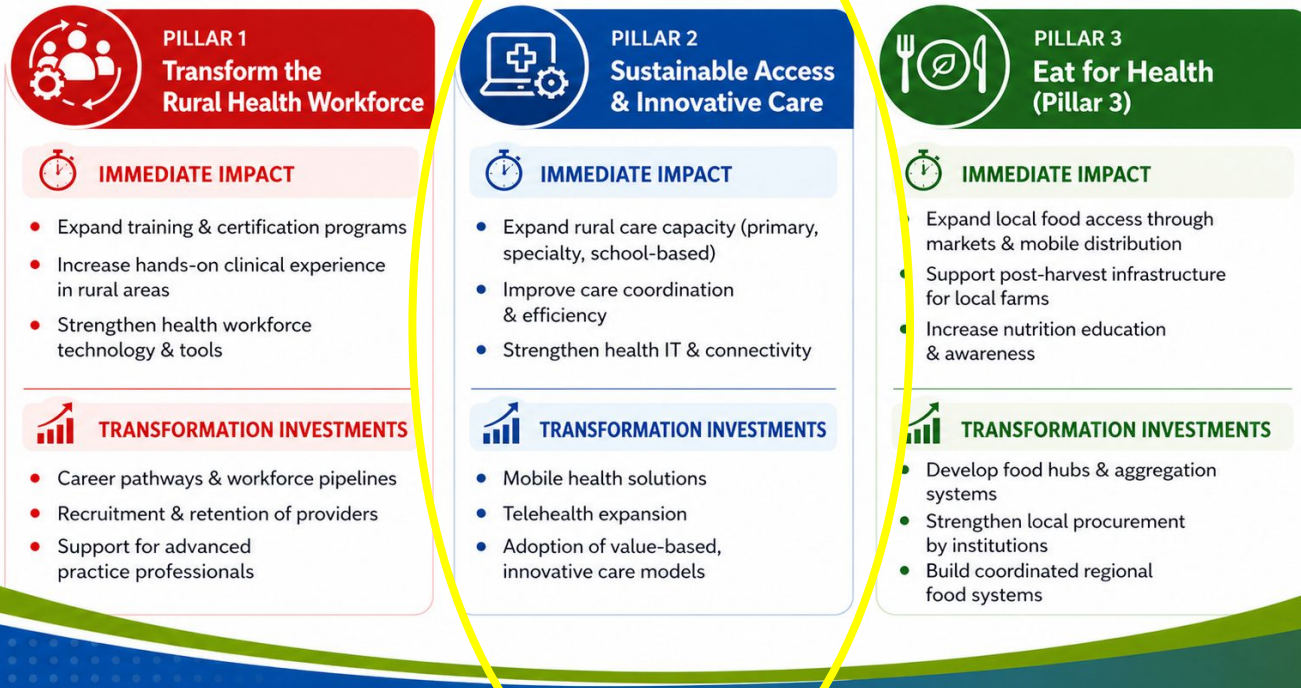 PILLAR 1
Transform the
Rural Health Workforce
IMMEDIATE IMPACT
Expand training & certification programs
Increase hands-on clinical experience
in rural areas
Strengthen health workforce
technology & tools
TRANSFORMATION INVESTMENTS
Career pathways & workforce pipelines
Recruitment & retention of providers
Support for advanced
practice professionals
PILLAR 2
Sustainable Access
& Innovative Care
IMMEDIATE IMPACT
Expand rural care capacity (primary,
specialty, school-based)
Improve care coordination
& efficiency
Strengthen health IT & connectivity
TRANSFORMATION INVESTMENTS
Mobile health solutions
Telehealth expansion
Adoption of value-based,
innovative care models
PILLAR 3
Eat for Health
(Pillar 3)
IMMEDIATE IMPACT
Expand local food access through
markets & mobile distribution
Support post-harvest infrastructure
for local farms
Increase nutrition education
& awareness
TRANSFORMATION INVESTMENTS
Develop food hubs & aggregation
systems
Strengthen local procurement
by institutions
Build coordinated regional
food systems